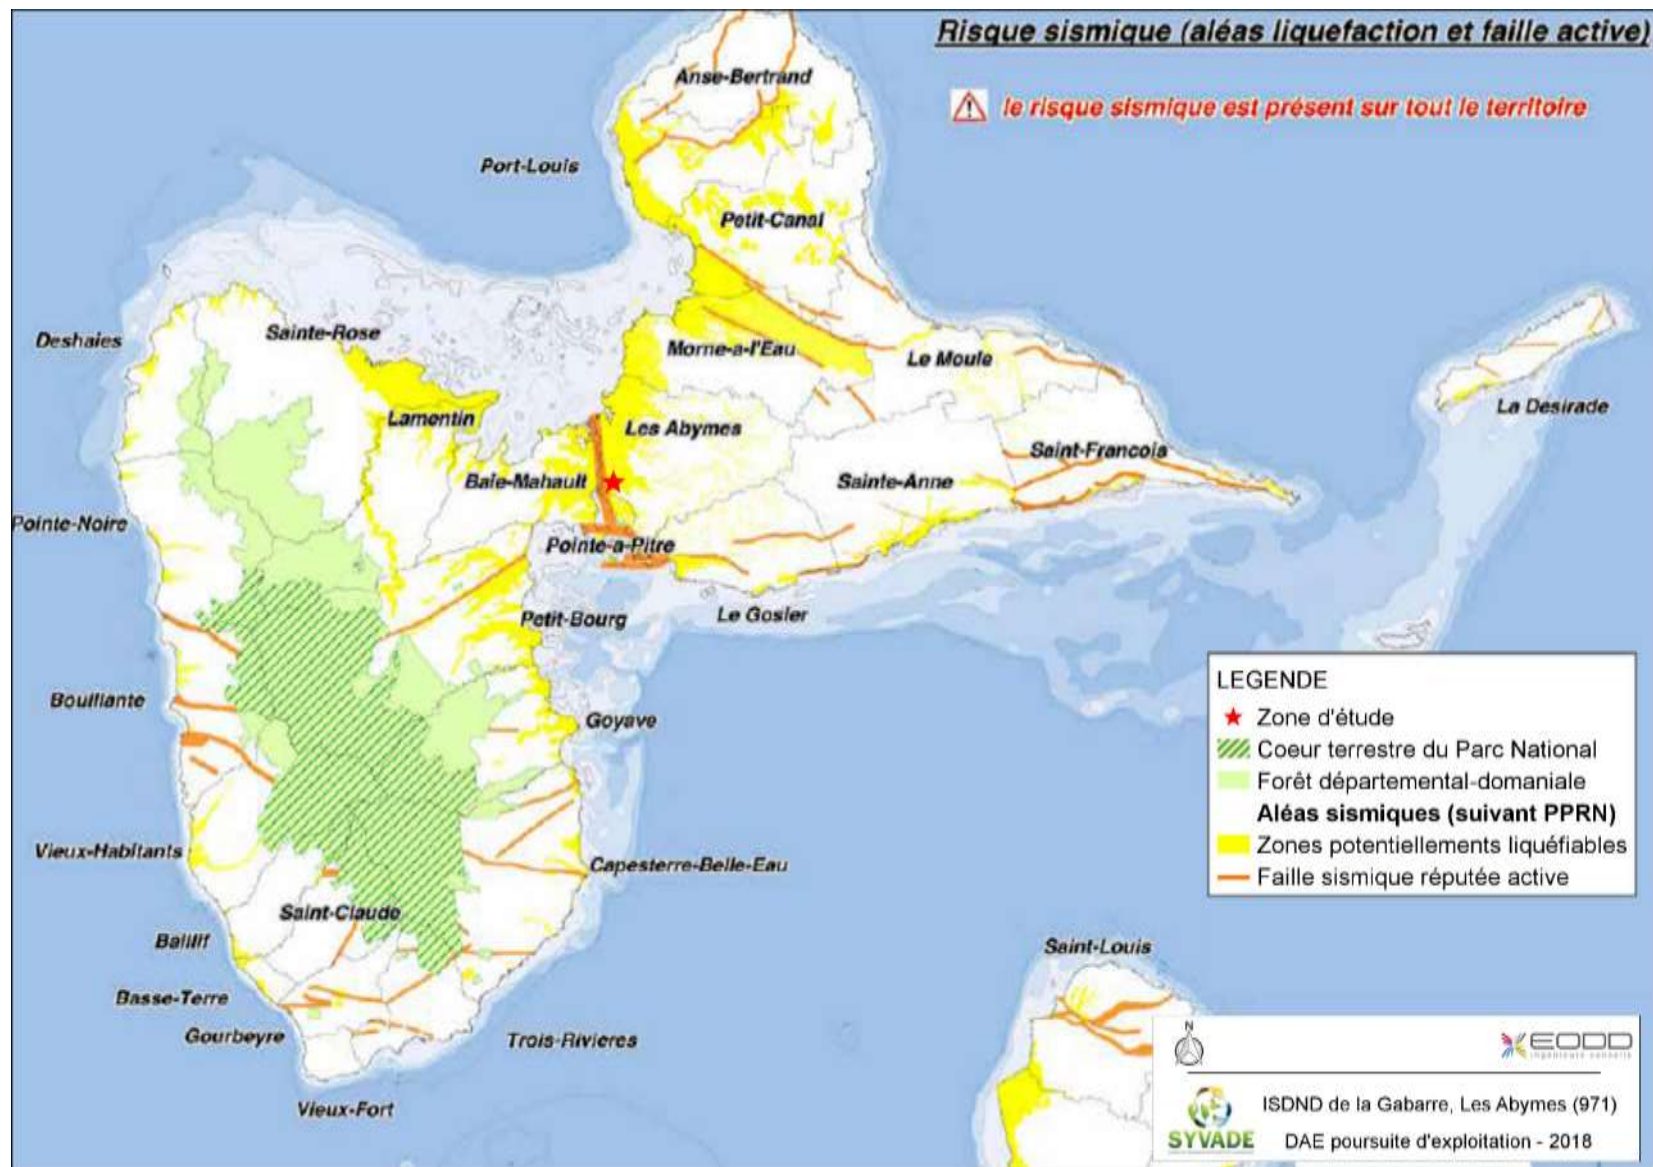 Risque sismique (aléas liquefaction et faille active)
le risque sismique est présent sur tout le territoire
Anse-Bertrand
Port-Louis
Petit-Canal
Deshaies
Sainte-Rose
Morne-a-l'Eau
Le Moule
La Desirade
Lamentin
Les Abymes
Saint-Francois
Baie-Mahault
Sainte-Anne
Pointe-Noire
Pointe-a-Pitre
Petit-Bourg
Le Gosier
Bouillante
Goyave
LEGENDE
Zone d'étude
Coeur terrestre du Parc National
Forêt départemental-domaniale
Aléas sismiques (suivant PPRN)
Zones potentiellements liquéfiables
Faille sismique réputée active
Vieux-Habitants
Capesterre-Belle-Eau
Saint-Claude
Baillif
Saint-Louis
Basse-Terre
Gourbeyre
Trois-Rivieres
Vieux-Fort
N
EODD
ingénieurs conseils
SYVADE
ISDND de la Gabarre, Les Abymes (971)
DAE poursuite d'exploitation - 2018